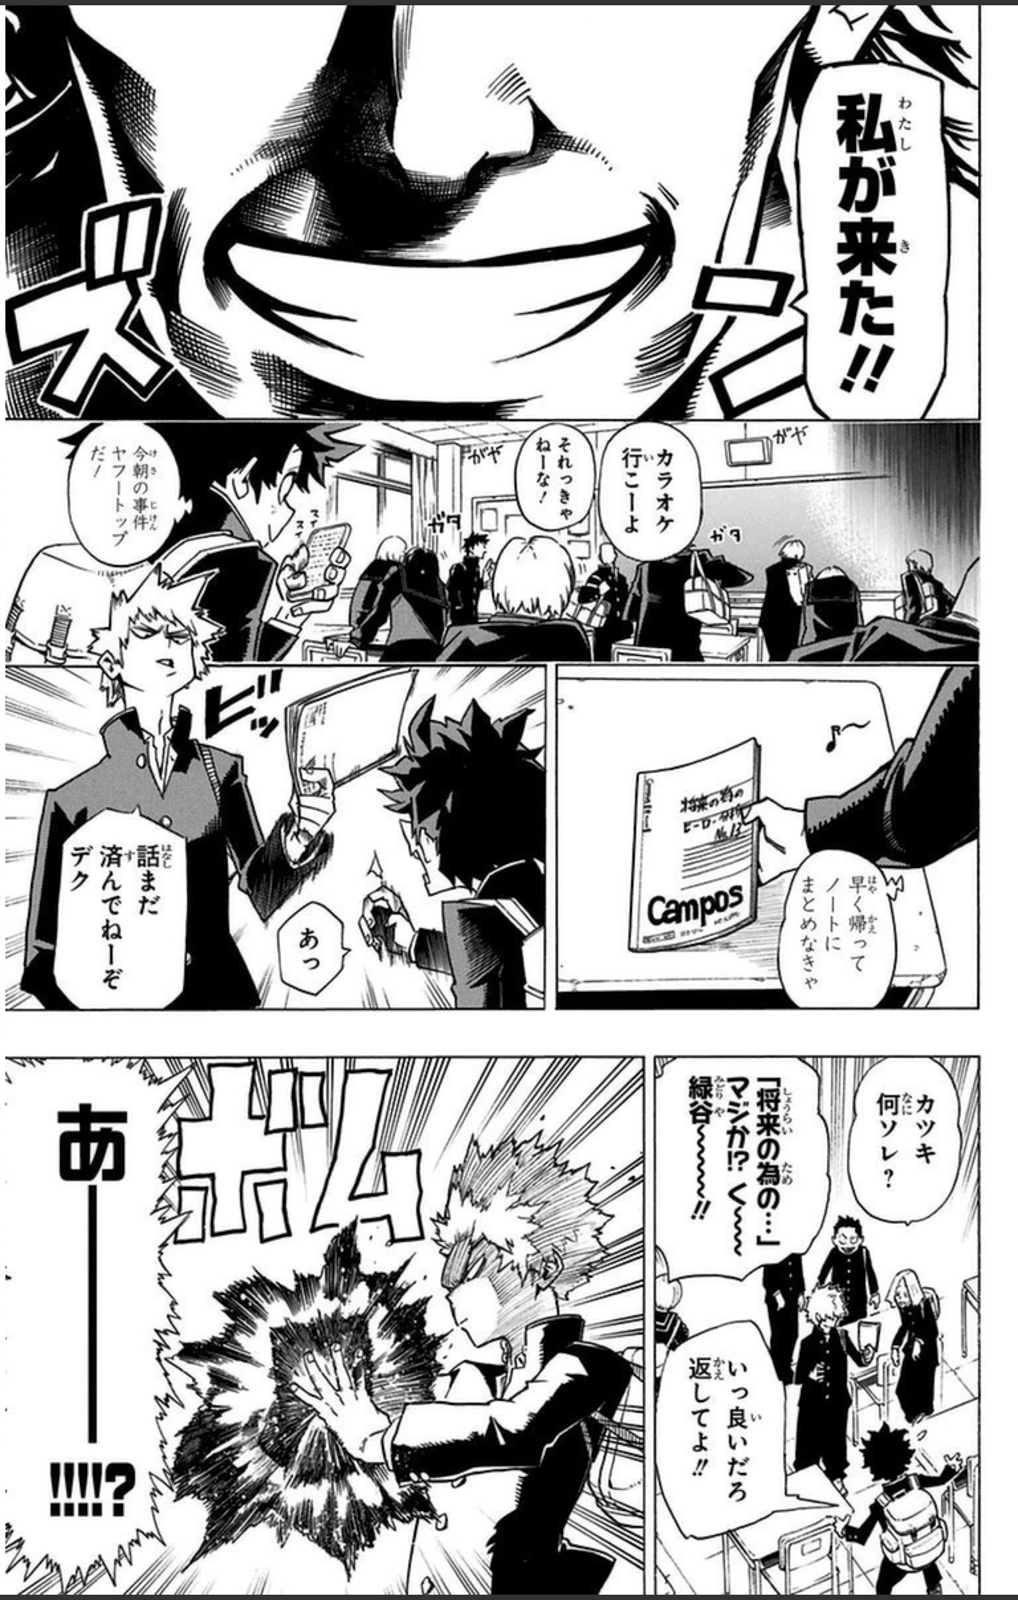 私が来た!!
ズン
カラオケ
行こーよ
それっきゃ
ねーな！
ガヤ
ガヤ
ガタ
ガタ
スイ
スイ
今朝の事件
ヤフートップ
だ！
将来の為の
ヒーロー分析
No.13
Campos
早く帰って
ノートに
まとめなきゃ
ビッ
あっ
話まだ
済んでねーぞ
デク
カツキ
何ソレ？
「将来の為の…」
マジか!? く〜〜〜
緑谷〜〜〜〜!!
いっ良いだろ
返してよ!!
ボム
あ――――
!!!!?